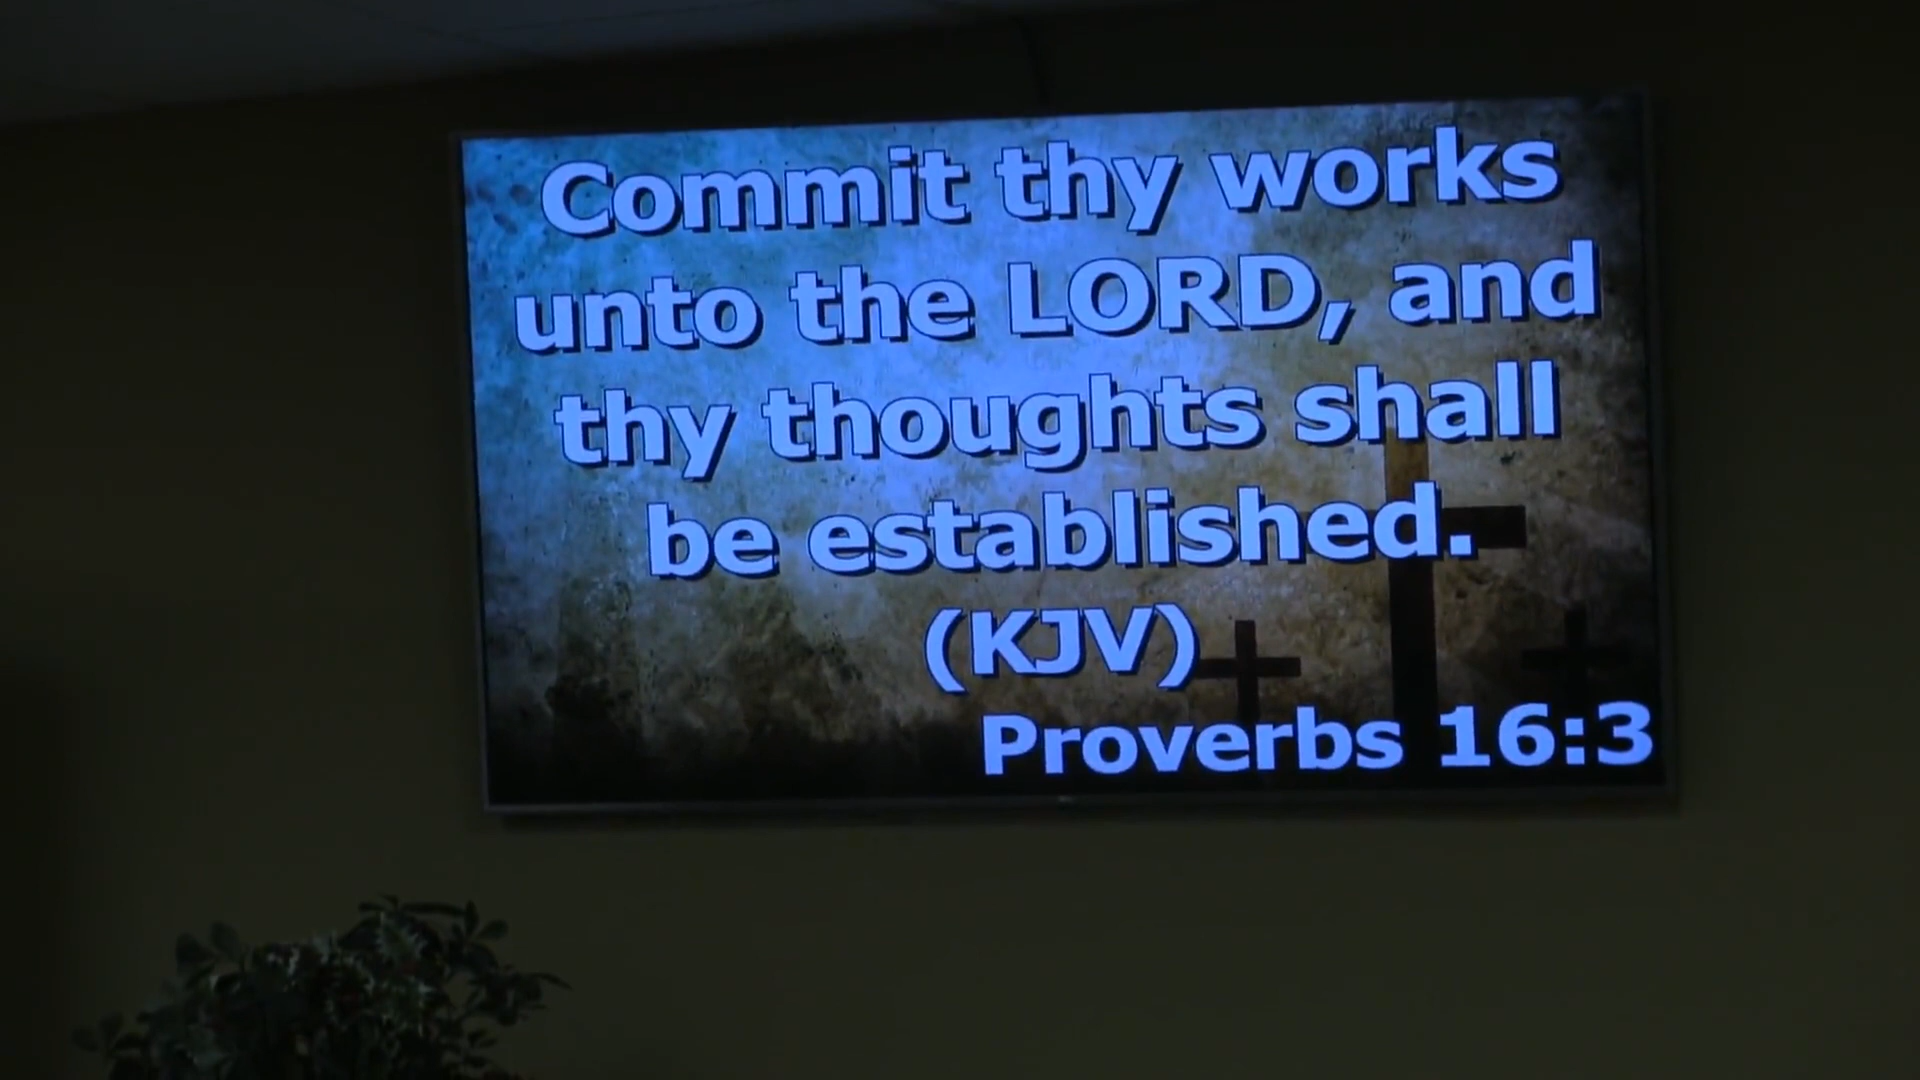 Commit thy works
unto the LORD, and
thy thoughts shall
be established.
(KJV)
Proverbs 16:3